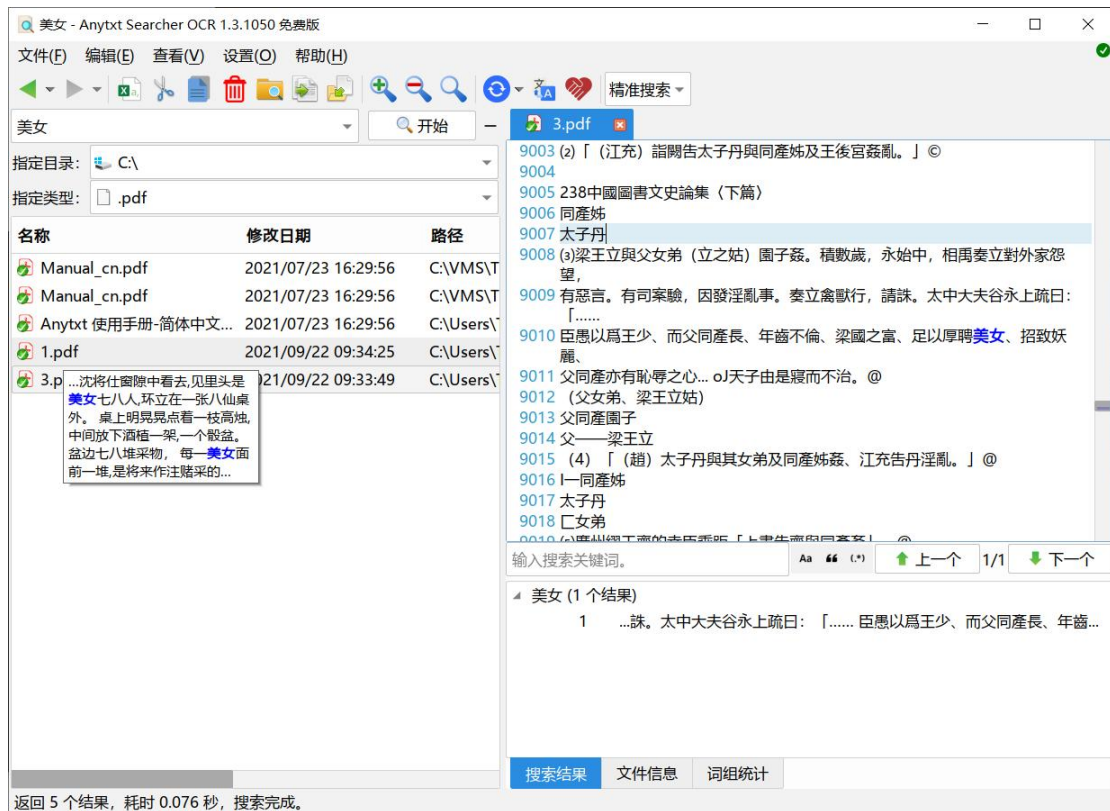 美女 - Anytxt Searcher OCR 1.3.1050 免费版
文件(F) 编辑(E) 查看(V) 设置(O) 帮助(H)
精准搜索
美女 开始
指定目录: C:\
指定类型: .pdf
名称 修改日期 路径
Manual_cn.pdf 2021/07/23 16:29:56 C:\VMS\T
Manual_cn.pdf 2021/07/23 16:29:56 C:\VMS\T
Anytxt 使用手册-简体中文... 2021/07/23 16:29:56 C:\Users\T
1.pdf 2021/09/22 09:34:25 C:\Users\T
3.p 021/09/22 09:33:49 C:\Users\T
...沈将仕窗隙中看去,见里头是
美女七八人,环立在一张八仙桌
外。 桌上明晃晃点着一枝高烛,
中间放下酒榼一架,一个骰盆。
盆边七八堆采物, 每一美女面
前一堆,是将来作注赌采的...
3.pdf
9003 ⑵「(江充)詣闕告太子丹與同產姊及王後宮姦亂。」©
9004
9005 238中國圖書文史論集〈下篇〉
9006 同產姊
9007 太子丹
9008 ⑶梁王立與父女弟(立之姑)園子姦。積數歲,永始中,相禹奏立對外家怨
望,
9009 有惡言。有司案驗,因發淫亂事。奏立禽獸行,請誅。太中大夫谷永上疏曰:
「......
9010 臣愚以爲王少、而父同產長、年齒不倫、梁國之富、足以厚聘美女、招致妖
麗、
9011 父同產亦有恥辱之心... oJ天子由是寢而不治。@
9012 (父女弟、梁王立姑)
9013 父同產園子
9014 父——梁王立
9015 (4) 「(趙)太子丹與其女弟及同產姊姦、江充告丹淫亂。」@
9016 I一同產姊
9017 太子丹
9018 匚女弟
输入搜索关键词。 Aa (.*) 上一个 1/1 下一个
美女 (1 个结果)
1 ...誅。太中大夫谷永上疏曰: 「...... 臣愚以爲王少、而父同產長、年齒...
搜索结果 文件信息 词组统计
返回 5 个结果,耗时 0.076 秒,搜索完成。